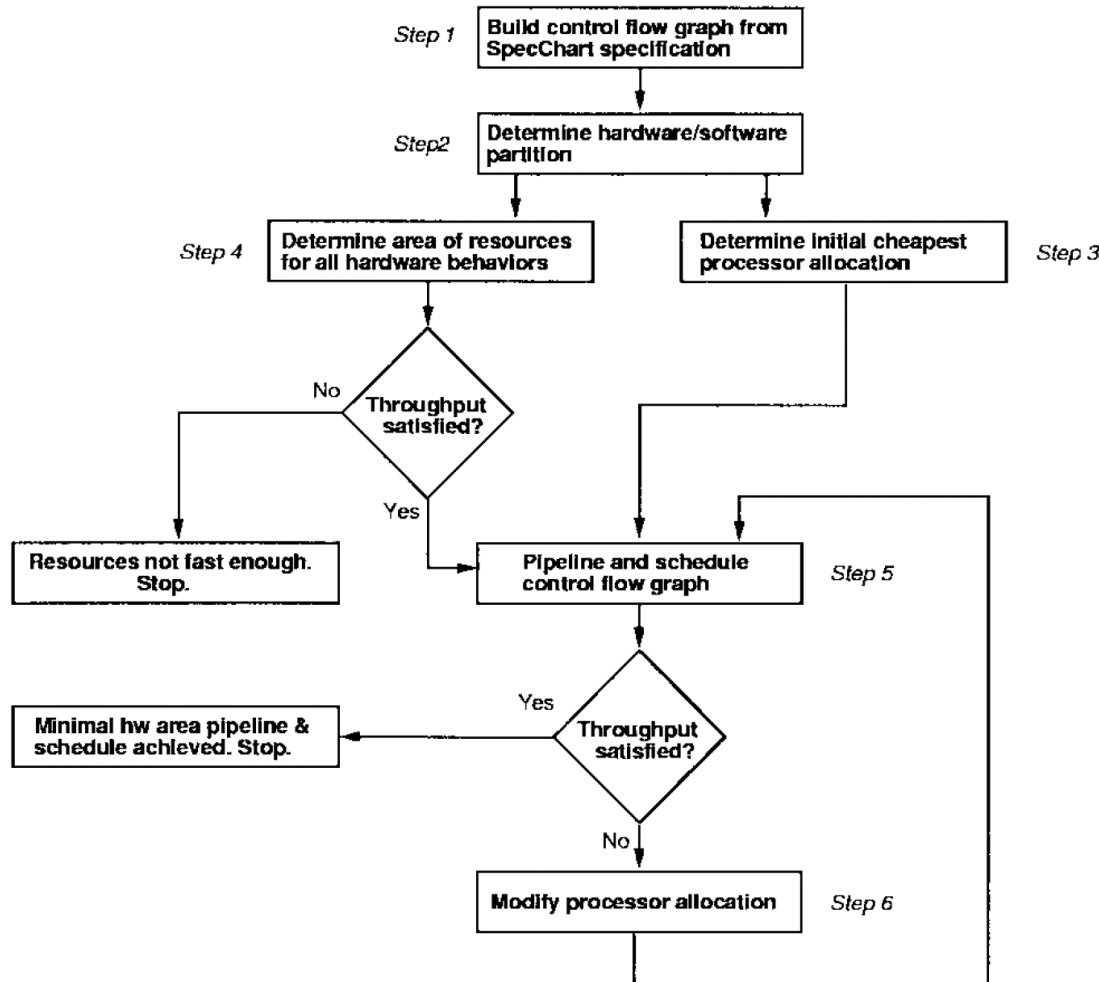 Step 1
Build control flow graph from
SpecChart specification
Step2
Determine hardware/software
partition
Step 4
Determine area of resources
for all hardware behaviors
Determine initial cheapest
processor allocation
Step 3
No
Throughput
satisfied?
Yes
Resources not fast enough.
Stop.
Pipeline and schedule
control flow graph
Step 5
Yes
Minimal hw area pipeline &
schedule achieved. Stop.
Throughput
satisfied?
No
Modify processor allocation
Step 6